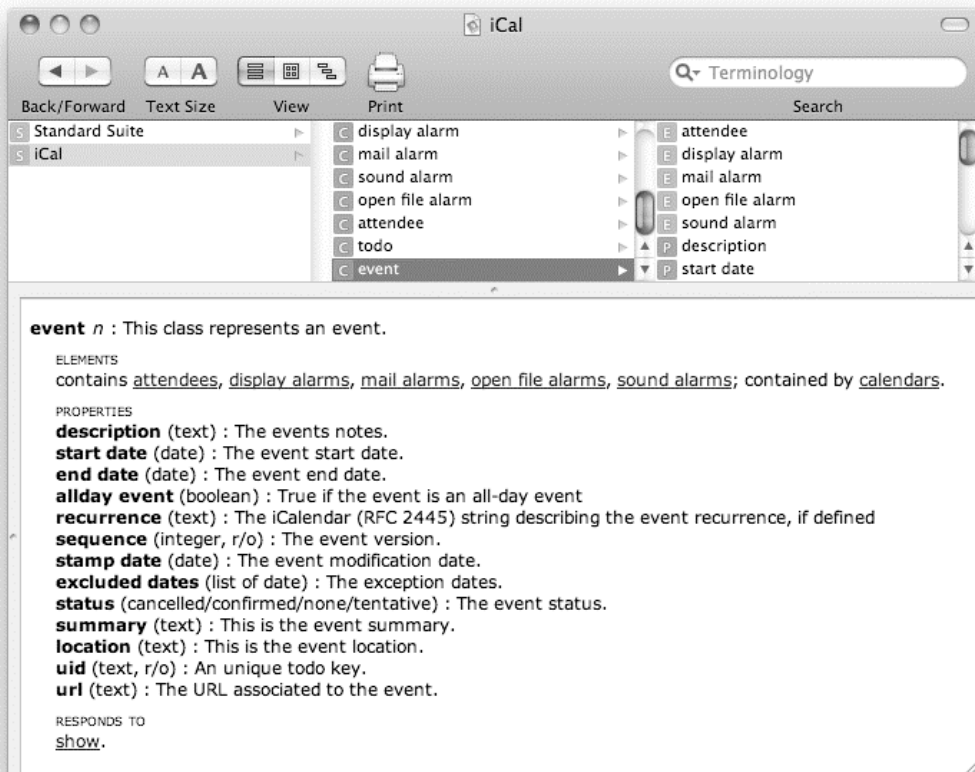 iCal
A A
Terminology
Back/Forward Text Size View Print Search
S Standard Suite
S iCal
C display alarm
C mail alarm
C sound alarm
C open file alarm
C attendee
C todo
C event
E attendee
E display alarm
E mail alarm
E open file alarm
E sound alarm
P description
P start date
event n : This class represents an event.
ELEMENTS
contains attendees, display alarms, mail alarms, open file alarms, sound alarms; contained by calendars.
PROPERTIES
description (text) : The events notes.
start date (date) : The event start date.
end date (date) : The event end date.
allday event (boolean) : True if the event is an all-day event
recurrence (text) : The iCalendar (RFC 2445) string describing the event recurrence, if defined
sequence (integer, r/o) : The event version.
stamp date (date) : The event modification date.
excluded dates (list of date) : The exception dates.
status (cancelled/confirmed/none/tentative) : The event status.
summary (text) : This is the event summary.
location (text) : This is the event location.
uid (text, r/o) : An unique todo key.
url (text) : The URL associated to the event.
RESPONDS TO
show.